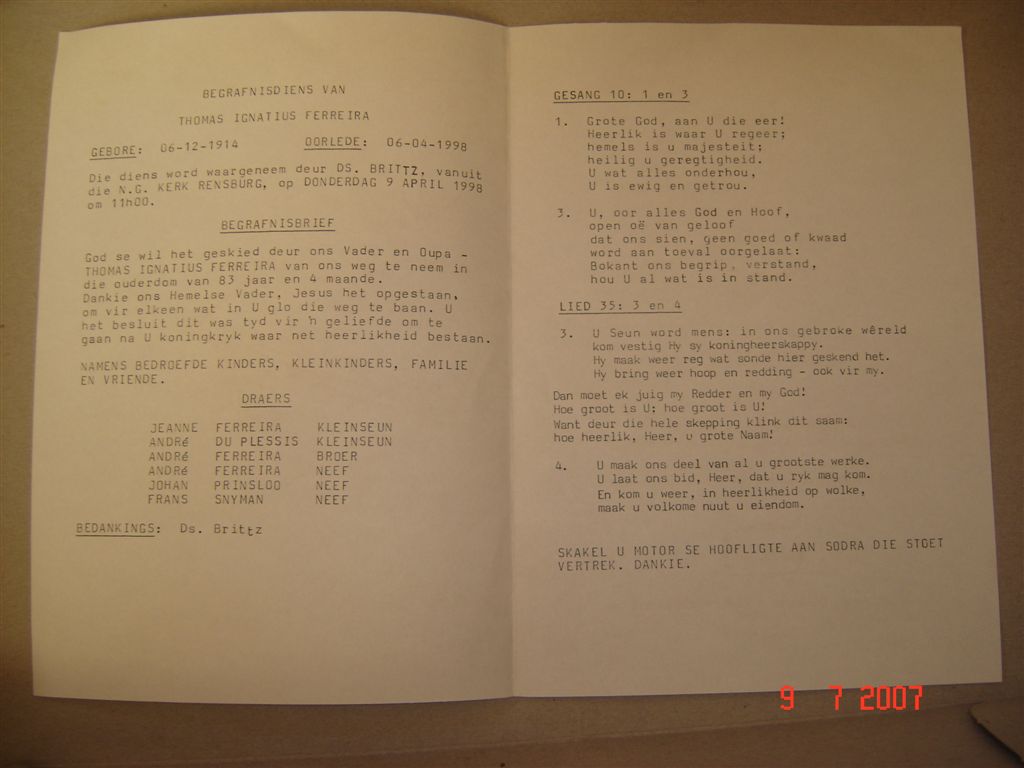 BEGRAFNISDIENS VAN
THOMAS IGNATIUS FERREIRA
GEBORE: 06-12-1914 OORLEDE: 06-04-1998
Die diens word waargeneem deur DS. BRITTZ, vanuit
die N.G. KERK RENSBURG, op DONDERDAG 9 APRIL 1998
om 11h00.
BEGRAFNISBRIEF
God se wil het geskied deur ons Vader en Oupa -
THOMAS IGNATIUS FERREIRA van ons weg te neem in
die ouderdom van 83 jaar en 4 maande.
Dankie ons Hemelse Vader, Jesus het opgestaan,
om vir elkeen wat in U glo die weg te baan. U
het besluit dit was tyd vir 'n geliefde om te
gaan na U koningkryk waar net heerlikheid bestaan.
NAMENS BEDROEFDE KINDERS, KLEINKINDERS, FAMILIE
EN VRIENDE.
DRAERS
JEANNE FERREIRA KLEINSEUN
ANDRé DU PLESSIS KLEINSEUN
ANDRé FERREIRA BROER
ANDRé FERREIRA NEEF
JOHAN PRINSLOO NEEF
FRANS SNYMAN NEEF
BEDANKINGS: Ds. Brittz
GESANG 10: 1 en 3
1. Grote God, aan U die eer!
Heerlik is waar U regeer;
hemels is u majesteit;
heilig u geregtigheid.
U wat alles onderhou,
U is ewig en getrou.
3. U, oor alles God en Hoof,
open oë van geloof
dat ons sien, geen goed of kwaad
word aan toeval oorgelaat:
Bokant ons begrip, verstand,
hou U al wat is in stand.
LIED 35: 3 en 4
3. U Seun word mens: in ons gebroke wêreld
kom vestig Hy sy koningheerskappy.
Hy maak weer reg wat sonde hier geskend het.
Hy bring weer hoop en redding - ook vir my.
Dan moet ek juig my Redder en my God!
Hoe groot is U; hoe groot is U!
Want deur die hele skepping klink dit saam:
hoe heerlik, Heer, u grote Naam!
4. U maak ons deel van al u grootste werke.
U laat ons bid, Heer, dat u ryk mag kom.
En kom u weer, in heerlikheid op wolke,
maak u volkome nuut u eiendom.
SKAKEL U MOTOR SE HOOFLIGTE AAN SODRA DIE STOET
VERTREK. DANKIE.
9 7 2007